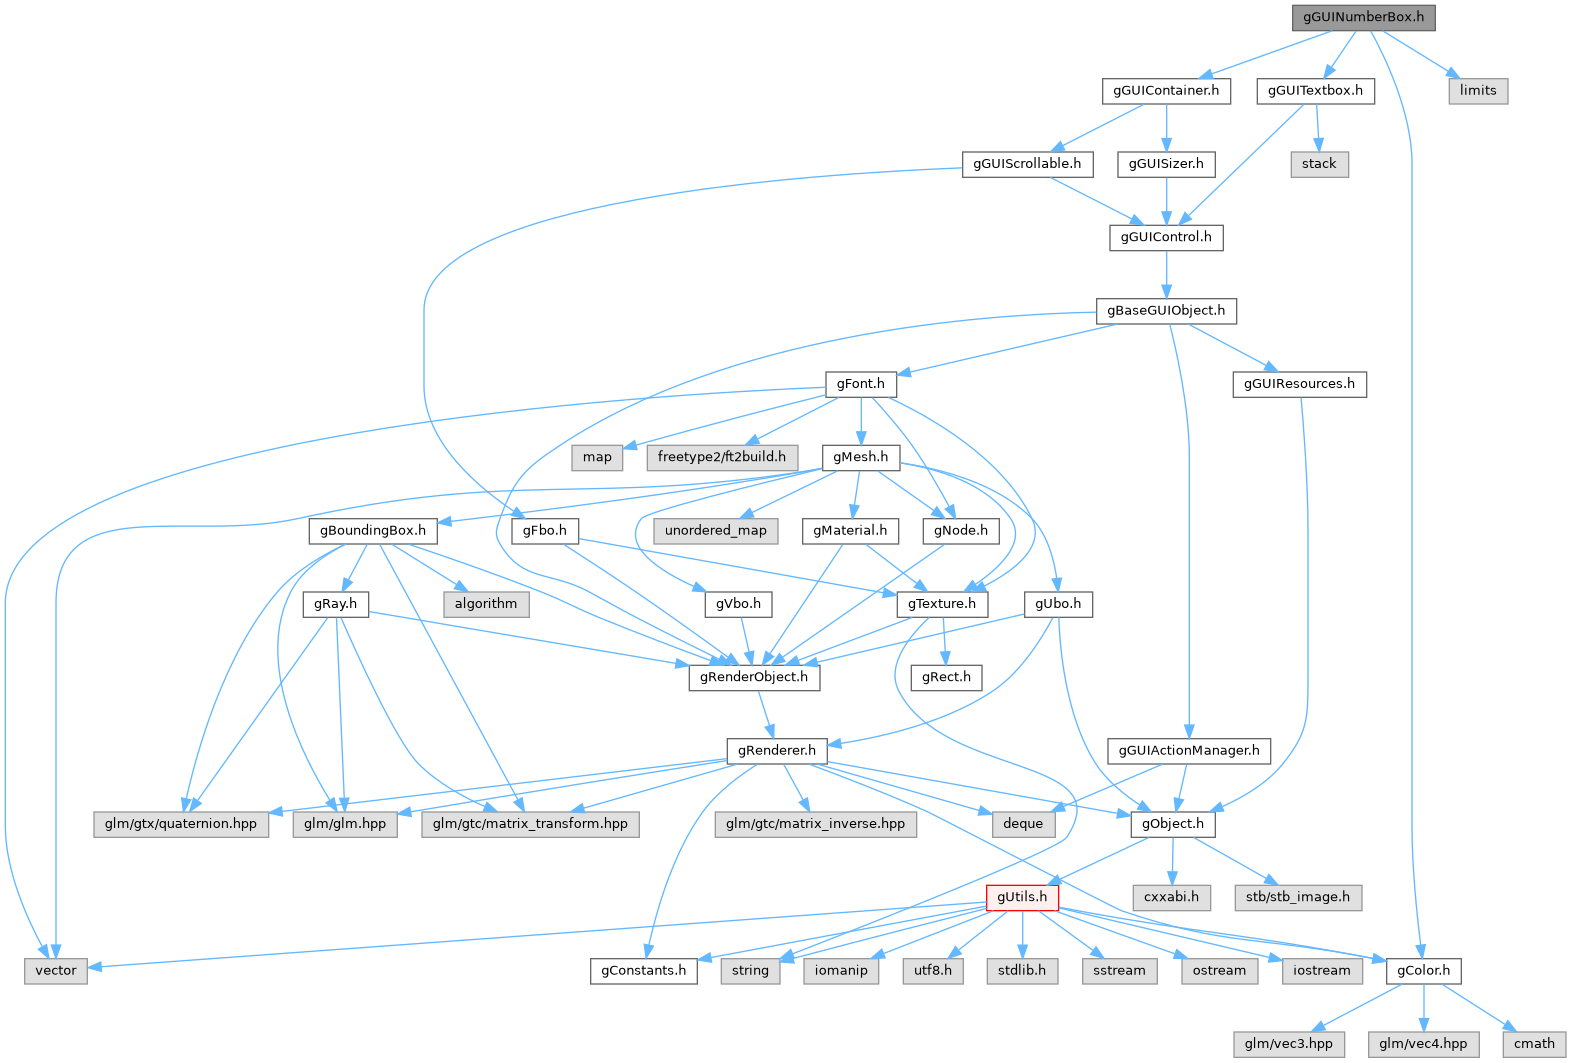 gGUINumberBox.h
gGUIContainer.h
gGUITextbox.h
limits
gGUIScrollable.h
gGUISizer.h
stack
gGUIControl.h
gBaseGUIObject.h
gFont.h
gGUIResources.h
map
freetype2/ft2build.h
gMesh.h
gBoundingBox.h
gFbo.h
unordered_map
gMaterial.h
gNode.h
gRay.h
algorithm
gVbo.h
gTexture.h
gUbo.h
gRenderObject.h
gRect.h
gRenderer.h
gGUIActionManager.h
glm/gtx/quaternion.hpp
glm/glm.hpp
glm/gtc/matrix_transform.hpp
glm/gtc/matrix_inverse.hpp
deque
gObject.h
gUtils.h
cxxabi.h
stb/stb_image.h
vector
gConstants.h
string
iomanip
utf8.h
stdlib.h
sstream
ostream
iostream
gColor.h
glm/vec3.hpp
glm/vec4.hpp
cmath